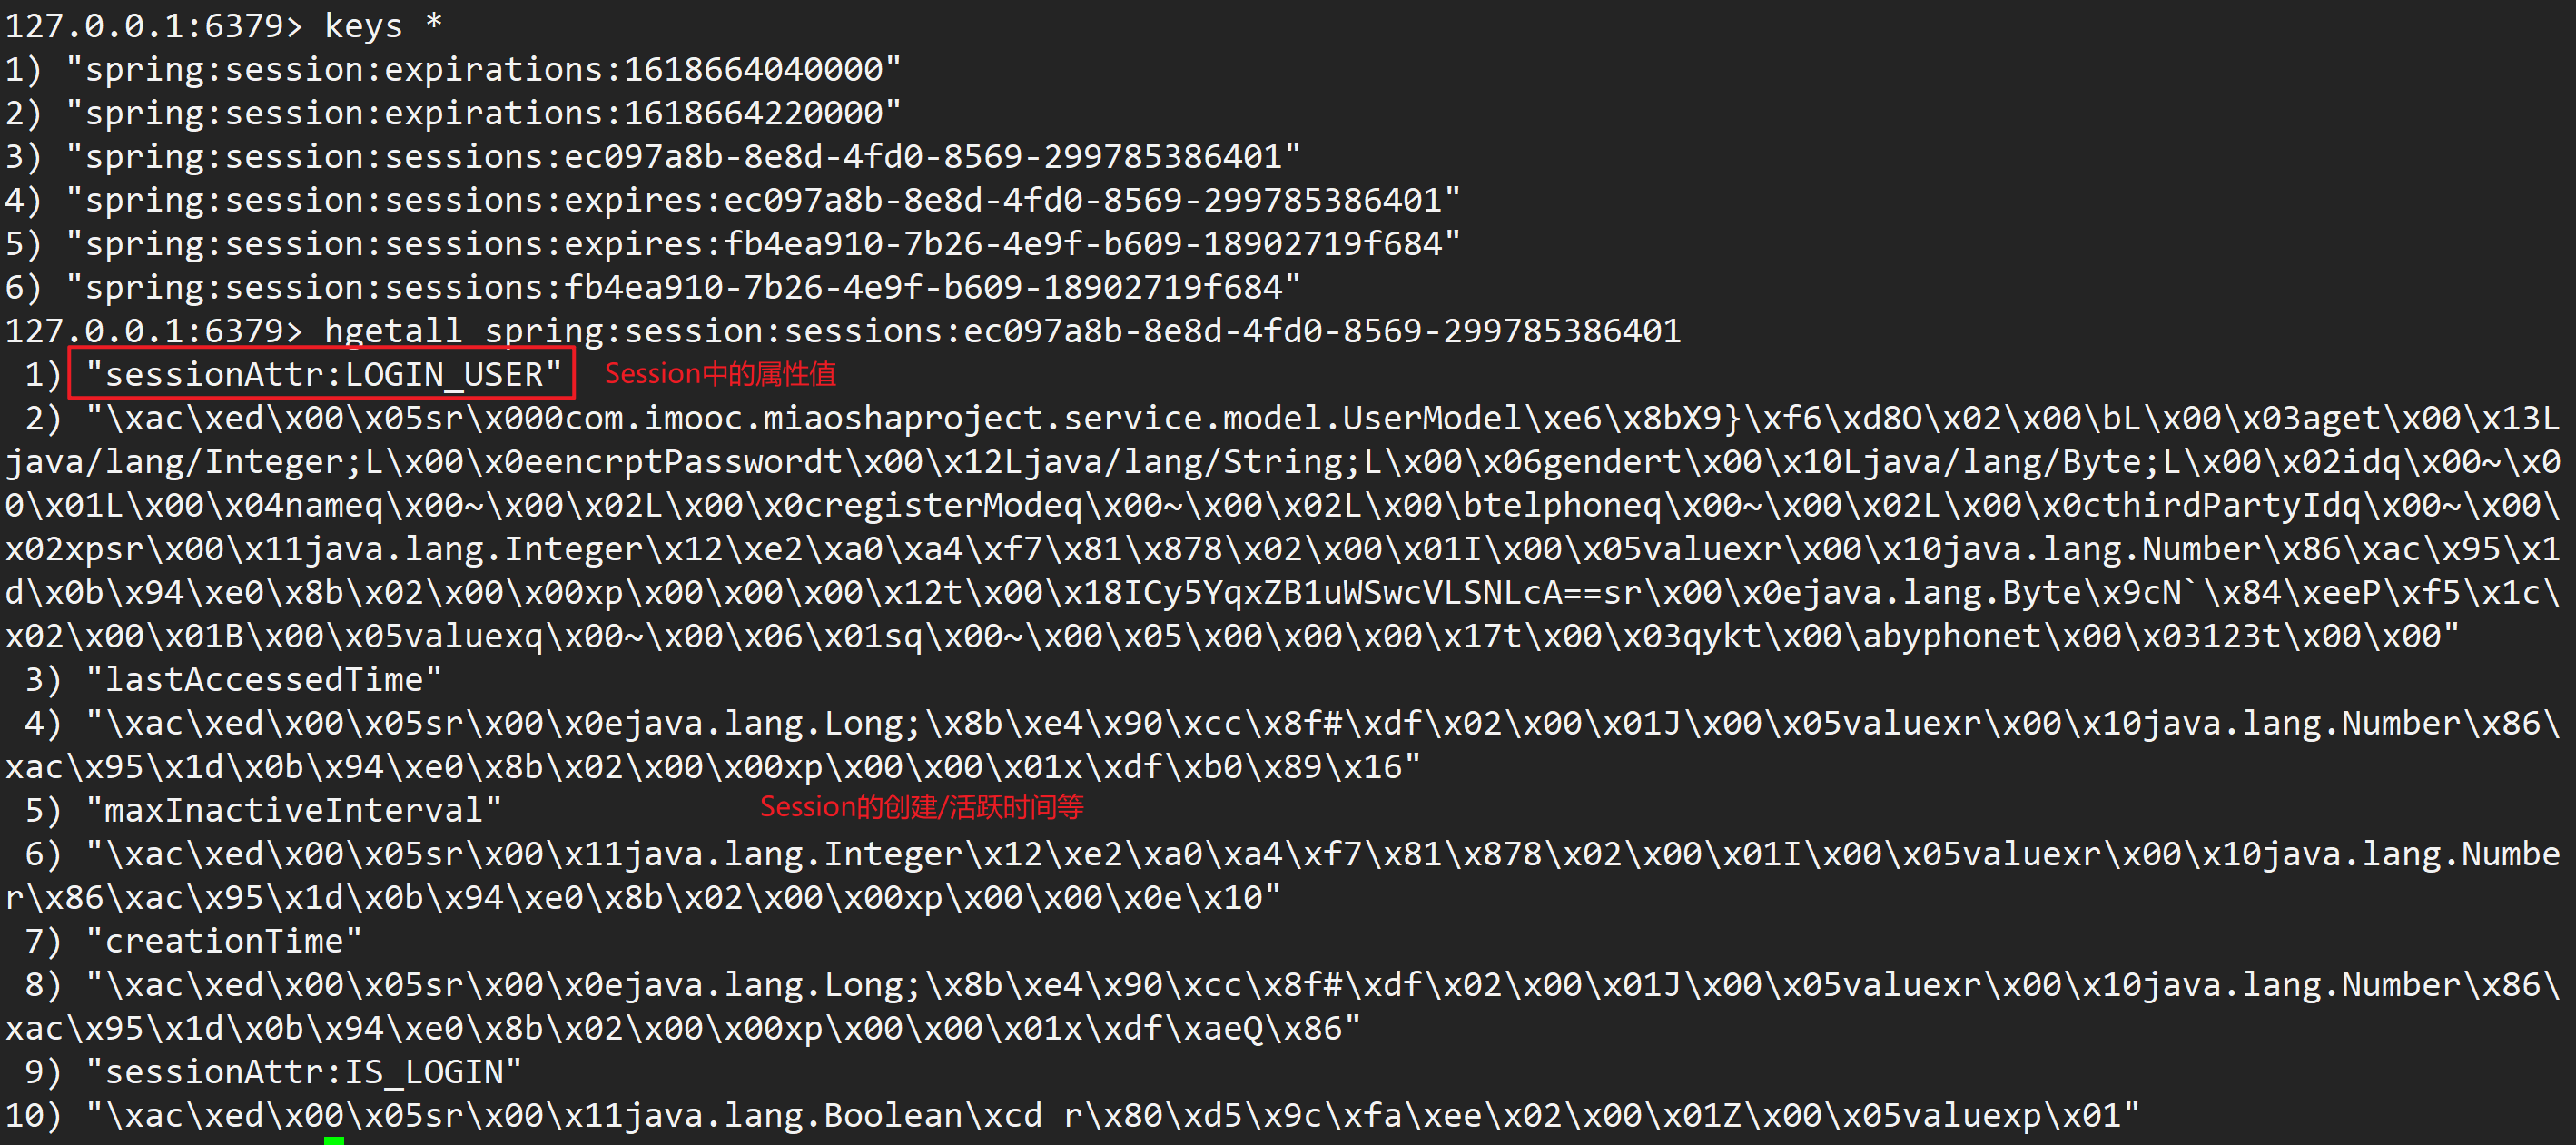 127.0.0.1:6379> keys *
1) "spring:session:expirations:1618664040000"
2) "spring:session:expirations:1618664220000"
3) "spring:session:sessions:ec097a8b-8e8d-4fd0-8569-299785386401"
4) "spring:session:sessions:expires:ec097a8b-8e8d-4fd0-8569-299785386401"
5) "spring:session:sessions:expires:fb4ea910-7b26-4e9f-b609-18902719f684"
6) "spring:session:sessions:fb4ea910-7b26-4e9f-b609-18902719f684"
127.0.0.1:6379> hgetall spring:session:sessions:ec097a8b-8e8d-4fd0-8569-299785386401
1) "sessionAttr:LOGIN_USER" Session中的属性值
2) "\xac\xed\x00\x05sr\x000com.imooc.miaoshaproject.service.model.UserModel\xe6\x8bX9}\xf6\xd8O\x02\x00\bL\x00\x03aget\x00\x13L
java/lang/Integer;L\x00\x0eencrptPasswordt\x00\x12Ljava/lang/String;L\x00\x06gendert\x00\x10Ljava/lang/Byte;L\x00\x02idq\x00~\x0
0\x01L\x00\x04nameq\x00~\x00\x02L\x00\x0cregisterModeq\x00~\x00\x02L\x00\btelphoneq\x00~\x00\x02L\x00\x0cthirdPartyIdq\x00~\x00\
x02xpsr\x00\x11java.lang.Integer\x12\xe2\xa0\xa4\xf7\x81\x878\x02\x00\x01I\x00\x05valuexr\x00\x10java.lang.Number\x86\xac\x95\x1
d\x0b\x94\xe0\x8b\x02\x00\x00xp\x00\x00\x00\x12t\x00\x18ICy5YqxZB1uWSwcVLSNLcA==sr\x00\x0ejava.lang.Byte\x9cN`\x84\xeeP\xf5\x1c\
x02\x00\x01B\x00\x05valuexq\x00~\x00\x06\x01sq\x00~\x00\x05\x00\x00\x00\x17t\x00\x03qykt\x00\abyphonet\x00\x03123t\x00\x00"
3) "lastAccessedTime"
4) "\xac\xed\x00\x05sr\x00\x0ejava.lang.Long;\x8b\xe4\x90\xcc\x8f#\xdf\x02\x00\x01J\x00\x05valuexr\x00\x10java.lang.Number\x86\
xac\x95\x1d\x0b\x94\xe0\x8b\x02\x00\x00xp\x00\x00\x01x\xdf\xb0\x89\x16"
5) "maxInactiveInterval" Session的创建/活跃时间等
6) "\xac\xed\x00\x05sr\x00\x11java.lang.Integer\x12\xe2\xa0\xa4\xf7\x81\x878\x02\x00\x01I\x00\x05valuexr\x00\x10java.lang.Numbe
r\x86\xac\x95\x1d\x0b\x94\xe0\x8b\x02\x00\x00xp\x00\x00\x0e\x10"
7) "creationTime"
8) "\xac\xed\x00\x05sr\x00\x0ejava.lang.Long;\x8b\xe4\x90\xcc\x8f#\xdf\x02\x00\x01J\x00\x05valuexr\x00\x10java.lang.Number\x86\
xac\x95\x1d\x0b\x94\xe0\x8b\x02\x00\x00xp\x00\x00\x01x\xdf\xaeQ\x86"
9) "sessionAttr:IS_LOGIN"
10) "\xac\xed\x00\x05sr\x00\x11java.lang.Boolean\xcd r\x80\xd5\x9c\xfa\xee\x02\x00\x01Z\x00\x05valuexp\x01"